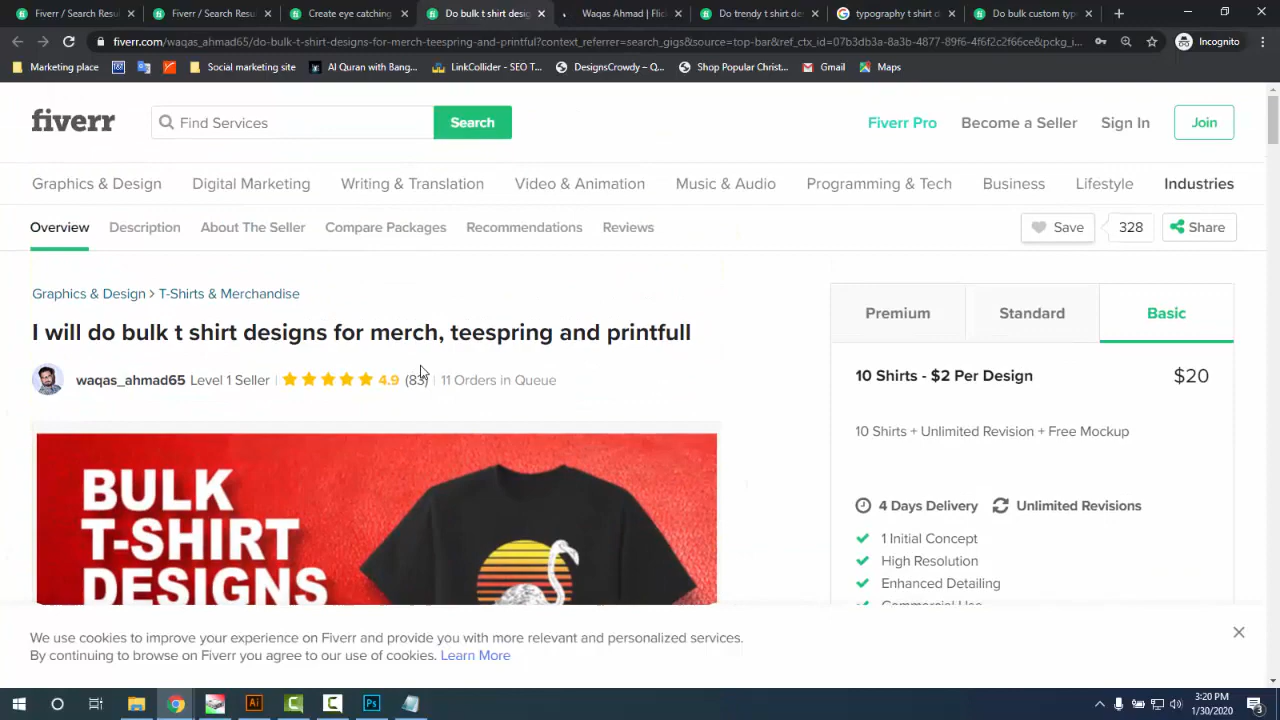 Fiverr / Search Resul
Fiverr / Search Resul
Create eye catching
Do bulk t shirt desig
Waqas Ahmad | Flic
Do trendy t shirt de
typography t shirt d
Do bulk custom typ
fiverr.com/waqas_ahmad65/do-bulk-t-shirt-designs-for-merch-teespring-and-printful?context_referrer=search_gigs&source=top-bar&ref_ctx_id=07b3db3a-8a3b-4877-89f6-4f6f2c2f66ce&pckg_i...
Incognito
Marketing place
Social marketing site
Al Quran with Bang...
LinkCollider - SEO T...
DesignsCrowdy – Q...
Shop Popular Christ...
Gmail
Maps
fiverr
Find Services
Search
Fiverr Pro
Become a Seller
Sign In
Join
Graphics & Design
Digital Marketing
Writing & Translation
Video & Animation
Music & Audio
Programming & Tech
Business
Lifestyle
Industries
Overview
Description
About The Seller
Compare Packages
Recommendations
Reviews
Save
328
Share
Graphics & Design > T-Shirts & Merchandise
I will do bulk t shirt designs for merch, teespring and printfull
waqas_ahmad65 Level 1 Seller
4.9 (83)
11 Orders in Queue
BULK
T-SHIRT
DESIGNS
Premium
Standard
Basic
10 Shirts - $2 Per Design
$20
10 Shirts + Unlimited Revision + Free Mockup
4 Days Delivery
Unlimited Revisions
1 Initial Concept
High Resolution
Enhanced Detailing
Commercial Use
We use cookies to improve your experience on Fiverr and provide you with more relevant and personalized services.
By continuing to browse on Fiverr you agree to our use of cookies. Learn More
Ai
Ps
3:20 PM
1/30/2020